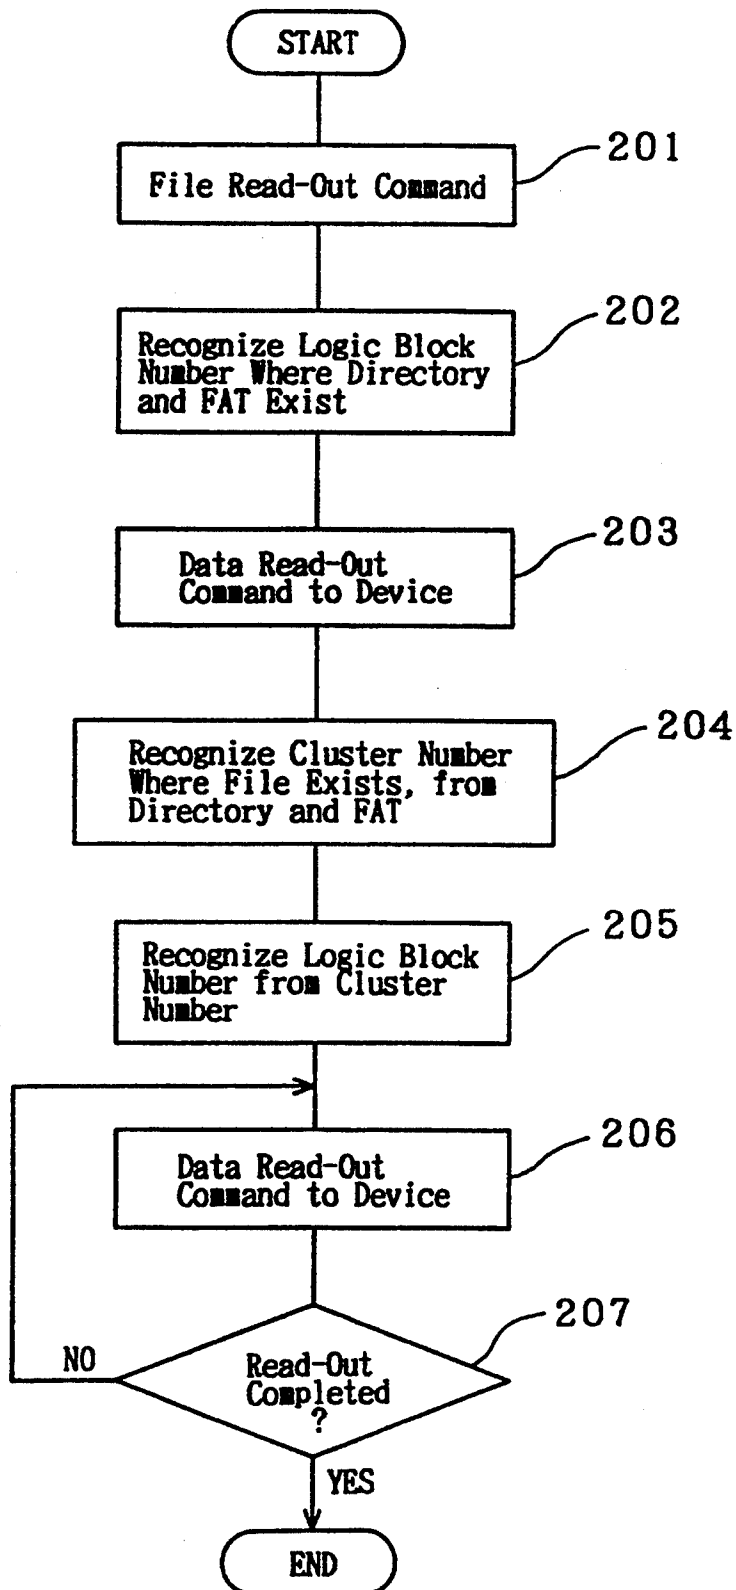 START
201
File Read-Out Command
202
Recognize Logic Block
Number Where Directory
and FAT Exist
203
Data Read-Out
Command to Device
204
Recognize Cluster Number
Where File Exists, from
Directory and FAT
205
Recognize Logic Block
Number from Cluster
Number
206
Data Read-Out
Command to Device
207
NO
Read-Out
Completed
?
YES
END